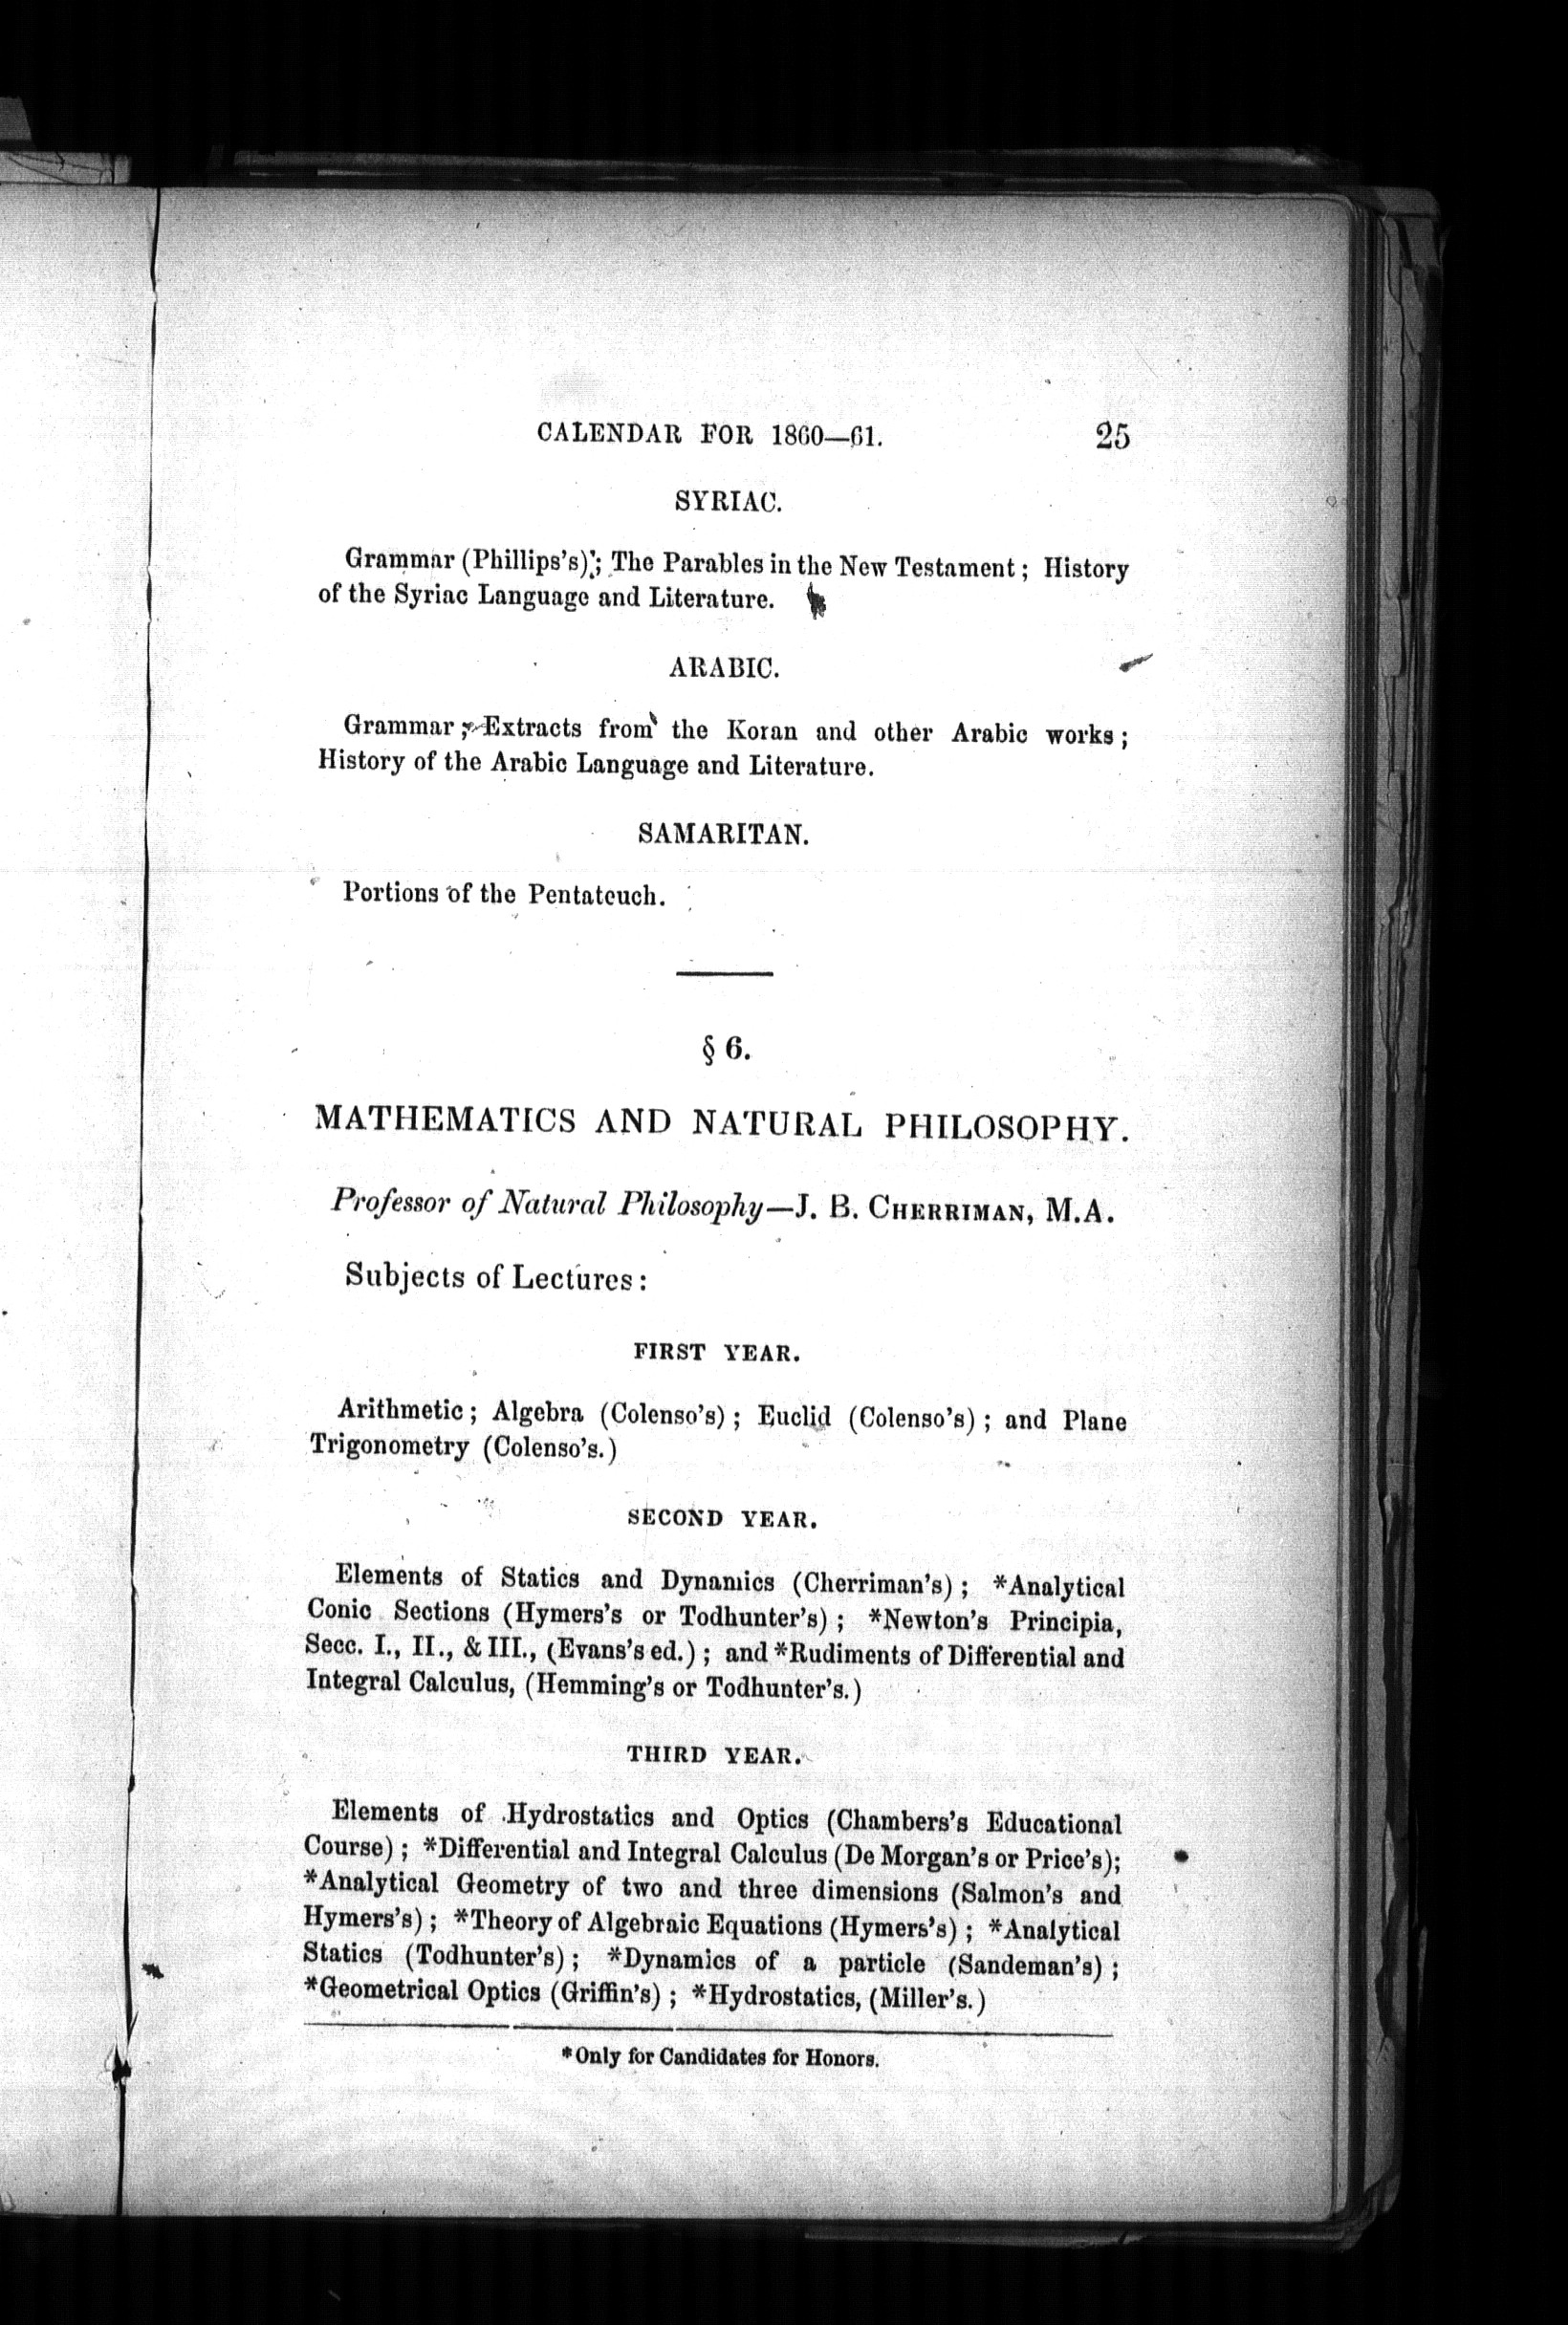 CALENDAR FOR 1860—61. 25
SYRIAC.
Grammar (Phillips's); The Parables in the New Testament; History
of the Syriac Language and Literature.
ARABIC.
Grammar; Extracts from the Koran and other Arabic works;
History of the Arabic Language and Literature.
SAMARITAN.
Portions of the Pentateuch.
§ 6.
MATHEMATICS AND NATURAL PHILOSOPHY.
Professor of Natural Philosophy—J. B. CHERRIMAN, M.A.
Subjects of Lectures:
FIRST YEAR.
Arithmetic; Algebra (Colenso's); Euclid (Colenso's); and Plane
Trigonometry (Colenso's.)
SECOND YEAR.
Elements of Statics and Dynamics (Cherriman's); *Analytical
Conic Sections (Hymers's or Todhunter's); *Newton's Principia,
Secc. I., II., & III., (Evans's ed.); and *Rudiments of Differential and
Integral Calculus, (Hemming's or Todhunter's.)
THIRD YEAR.
Elements of Hydrostatics and Optics (Chambers's Educational
Course); *Differential and Integral Calculus (De Morgan's or Price's);
*Analytical Geometry of two and three dimensions (Salmon's and
Hymers's); *Theory of Algebraic Equations (Hymers's); *Analytical
Statics (Todhunter's); *Dynamics of a particle (Sandeman's);
*Geometrical Optics (Griffin's); *Hydrostatics, (Miller's.)
*Only for Candidates for Honors.